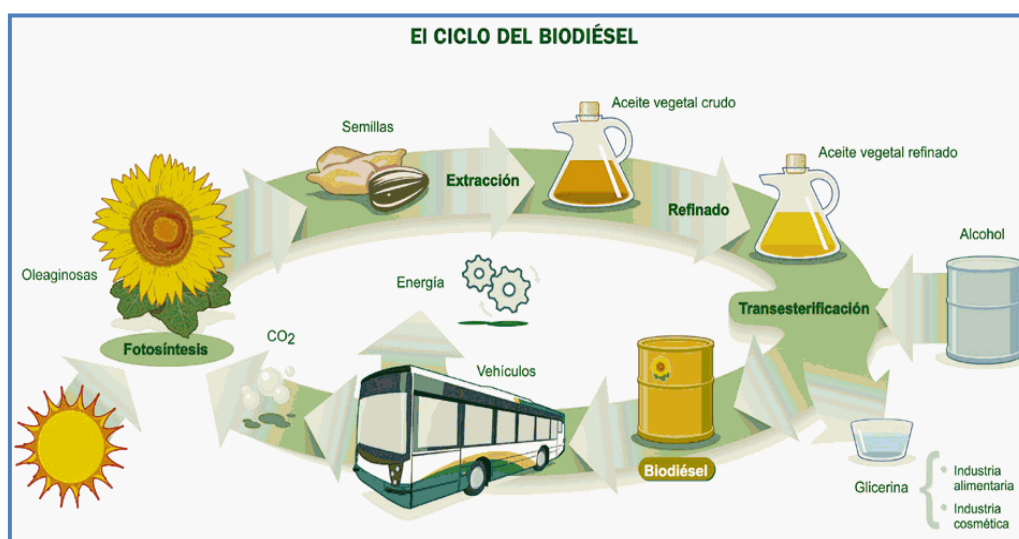 El CICLO DEL BIODIÉSEL
Aceite vegetal crudo
Semillas
Aceite vegetal refinado
Extracción
Refinado
Alcohol
Oleaginosas
Energía
Transesterificación
Fotosíntesis
CO2
Vehículos
Biodiésel
Glicerina
• Industria
alimentaria
• Industria
cosmética